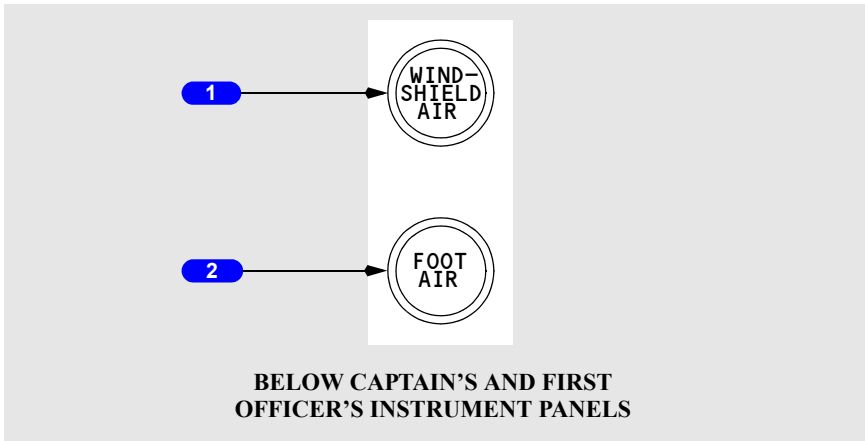 1
WIND-
SHIELD
AIR
2
FOOT
AIR
BELOW CAPTAIN’S AND FIRST
OFFICER’S INSTRUMENT PANELS